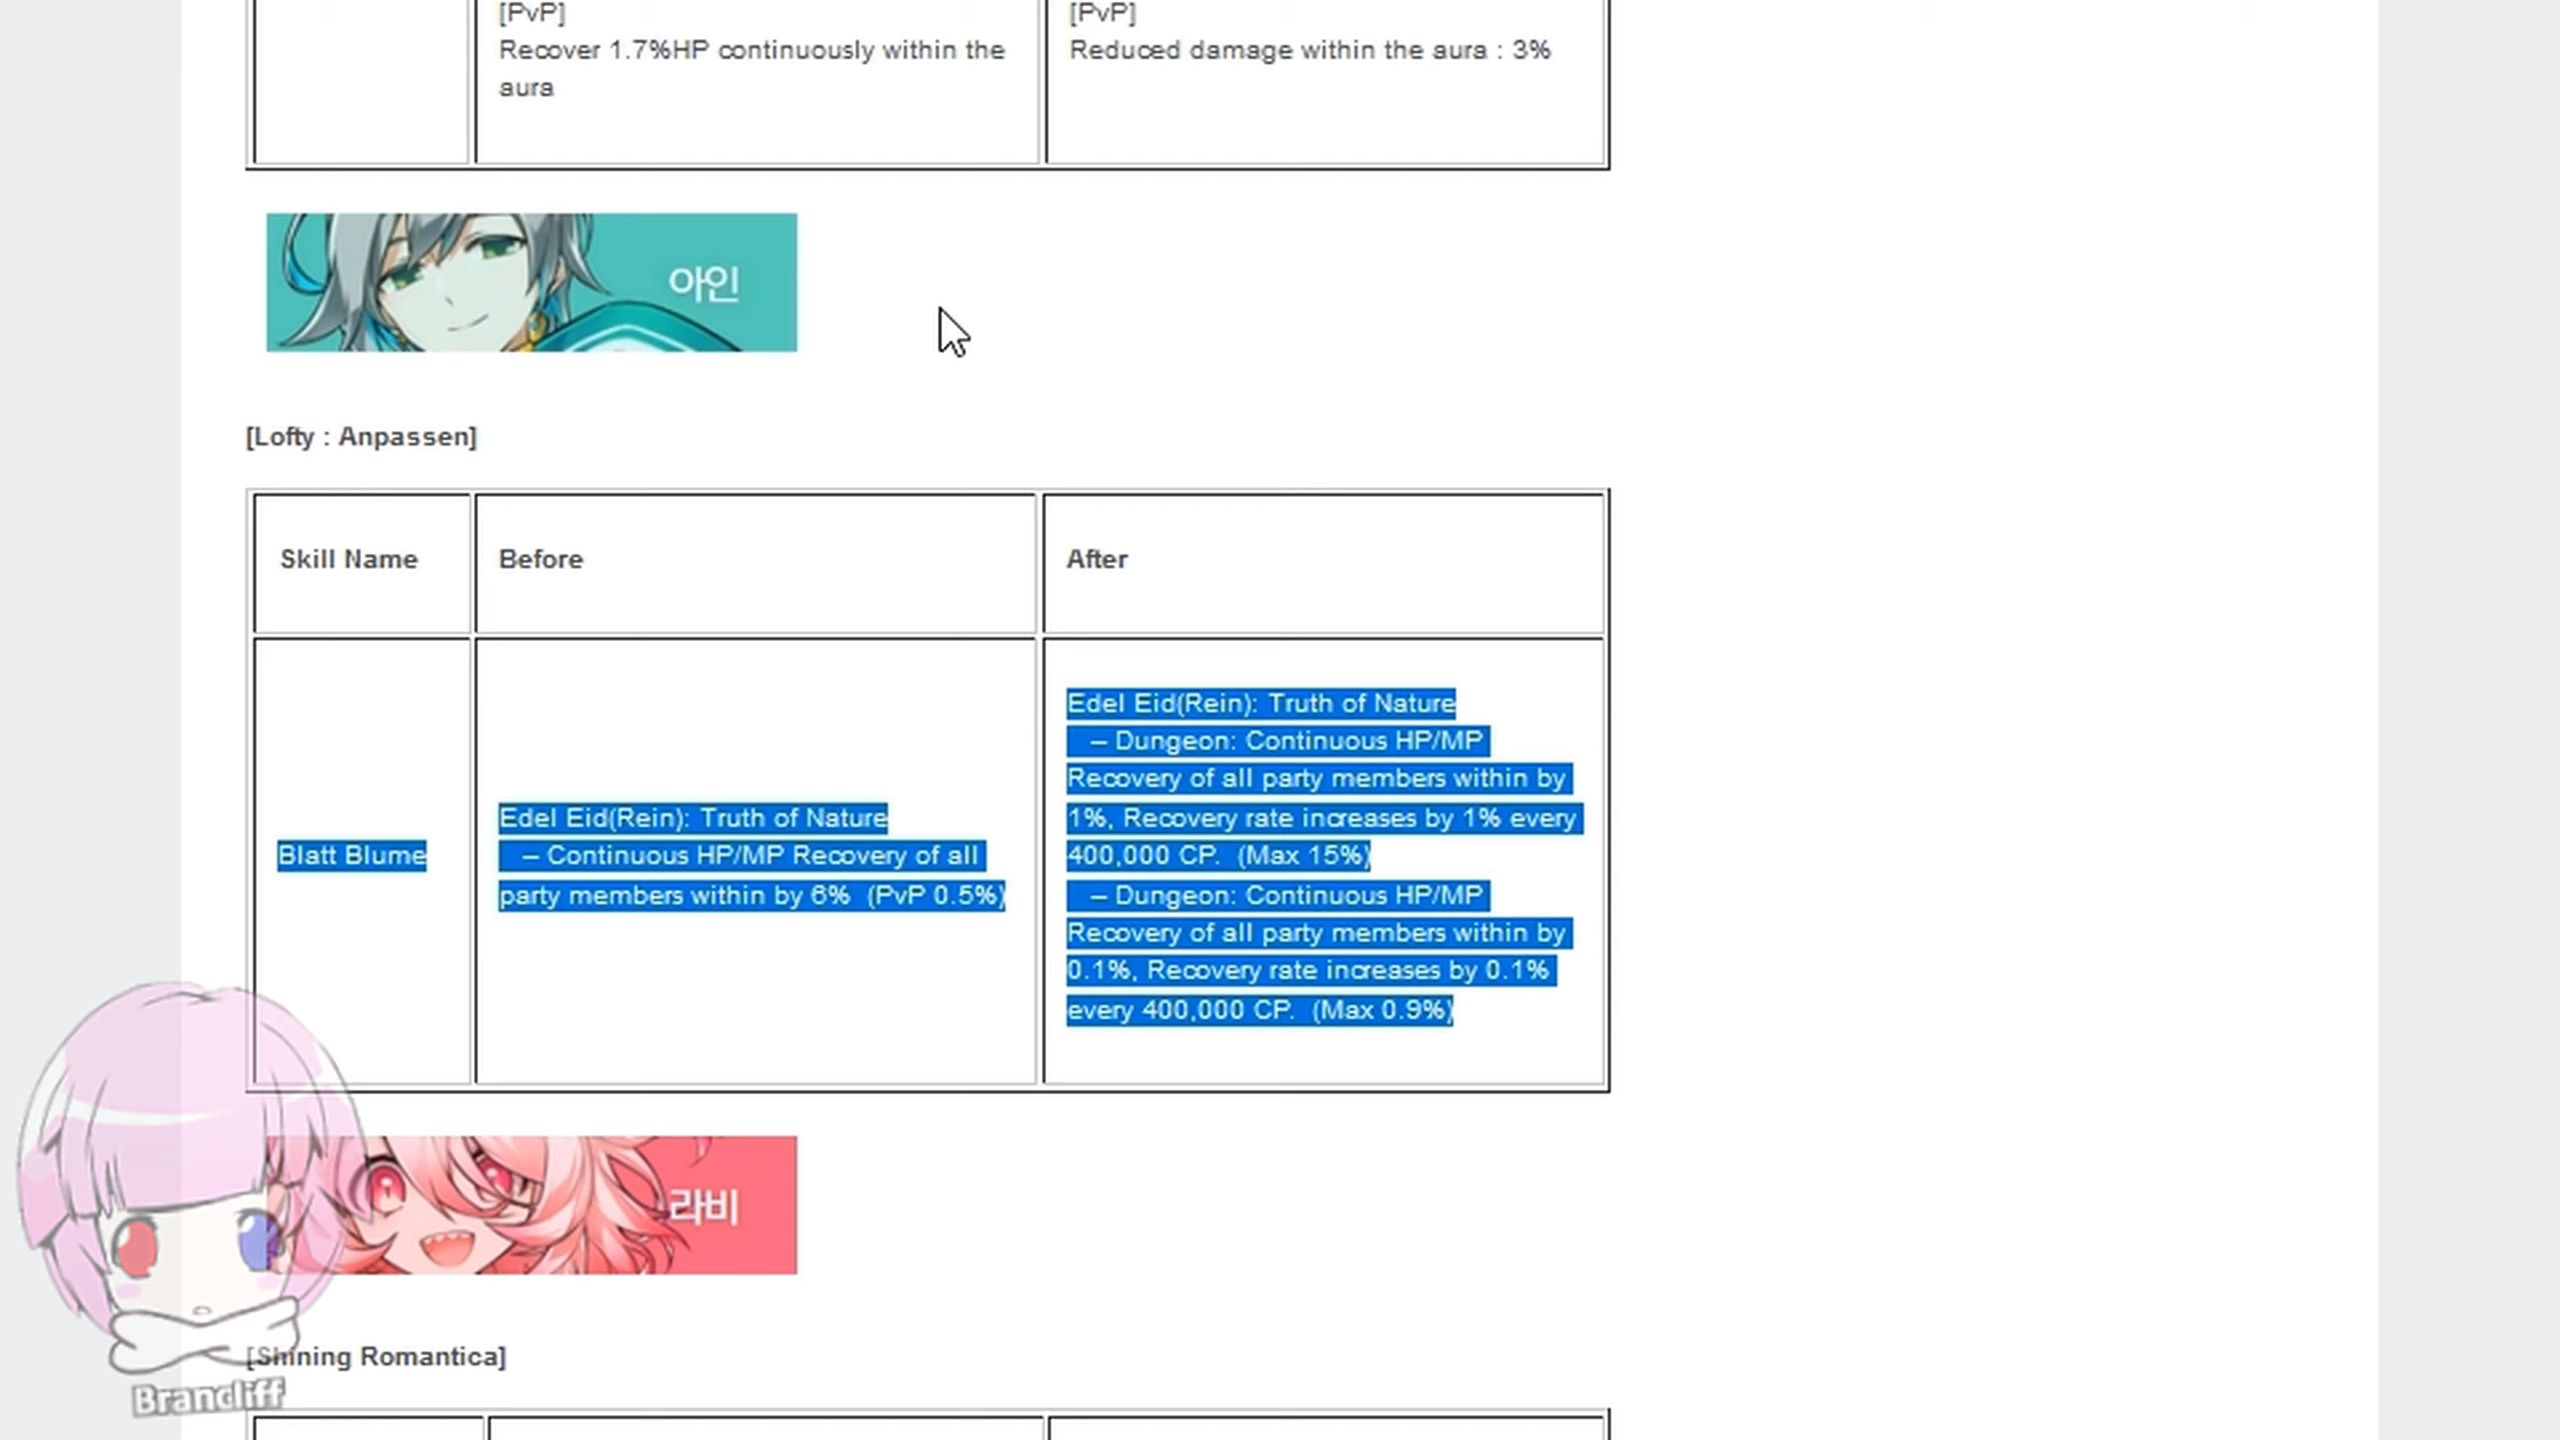 [PvP]
Recover 1.7%HP continuously within the
aura
[PvP]
Reduced damage within the aura : 3%
아인
[Lofty : Anpassen]
Skill Name
Before
After
Blatt Blume
Edel Eid(Rein): Truth of Nature
– Continuous HP/MP Recovery of all
party members within by 6%  (PvP 0.5%)
Edel Eid(Rein): Truth of Nature
– Dungeon: Continuous HP/MP
Recovery of all party members within by
1%, Recovery rate increases by 1% every
400,000 CP.  (Max 15%)
– Dungeon: Continuous HP/MP
Recovery of all party members within by
0.1%, Recovery rate increases by 0.1%
every 400,000 CP.  (Max 0.9%)
라비
[Shining Romantica]
Brancliff